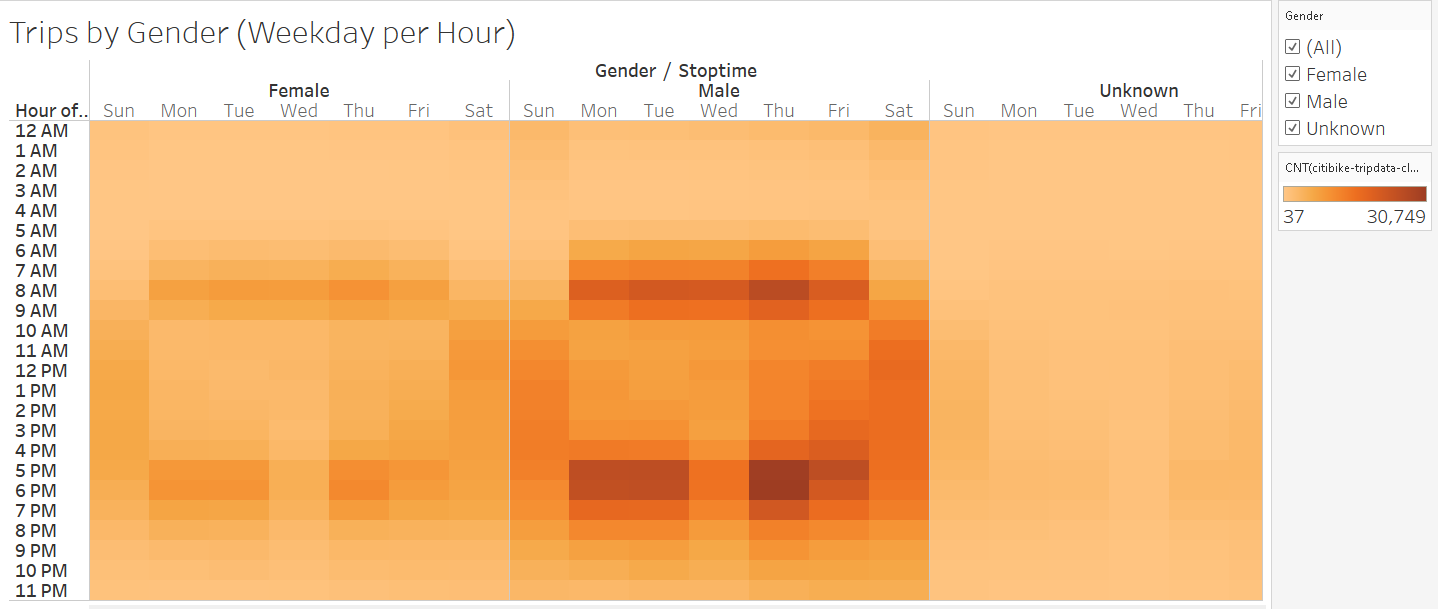 Trips by Gender (Weekday per Hour)
Gender / Stoptime
Female Male Unknown
Hour of.. Sun Mon Tue Wed Thu Fri Sat Sun Mon Tue Wed Thu Fri Sat Sun Mon Tue Wed Thu Fri
12 AM
1 AM
2 AM
3 AM
4 AM
5 AM
6 AM
7 AM
8 AM
9 AM
10 AM
11 AM
12 PM
1 PM
2 PM
3 PM
4 PM
5 PM
6 PM
7 PM
8 PM
9 PM
10 PM
11 PM
Gender
(All)
Female
Male
Unknown
CNT(citibike-tripdata-cl...
37 30,749